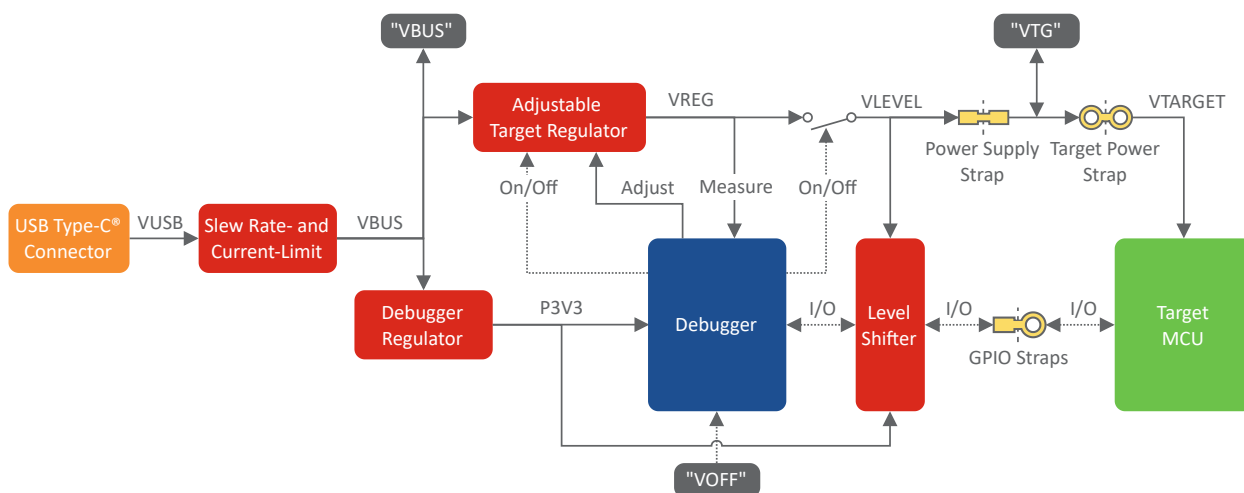 "VBUS"
"VTG"
Adjustable
Target Regulator
VREG
VLEVEL
VTARGET
Power Supply
Strap
Target Power
Strap
On/Off
Adjust
Measure
On/Off
USB Type-C®
Connector
VUSB
Slew Rate- and
Current-Limit
VBUS
Debugger
Regulator
P3V3
Debugger
I/O
Level
Shifter
I/O
GPIO Straps
I/O
Target
MCU
"VOFF"